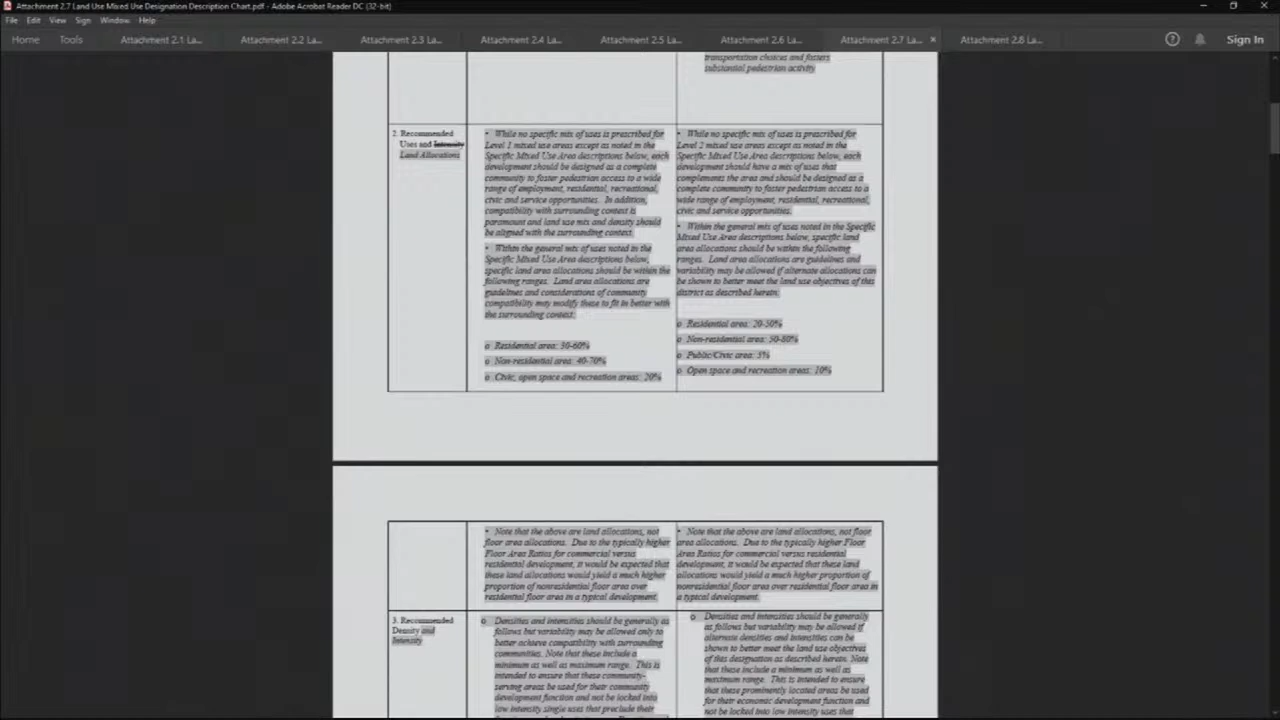 Attachment 2.7 Land Use Mixed Use Designation Description Chart.pdf - Adobe Acrobat Reader DC (32-bit)
File Edit View Sign Window Help
Home Tools Attachment 2.1 La... Attachment 2.2 La... Attachment 2.3 La... Attachment 2.4 La... Attachment 2.5 La... Attachment 2.6 La... Attachment 2.7 La... × Attachment 2.8 La... Sign In
transportation choices and fosters
substantial pedestrian activity
2. Recommended
Uses and Intensity
Land Allocations
• While no specific mix of uses is prescribed for
Level 1 mixed use areas except as noted in the
Specific Mixed Use Area descriptions below, each
development should be designed as a complete
community to foster pedestrian access to a wide
range of employment, residential, recreational,
civic and service opportunities. In addition,
compatibility with surrounding context is
paramount and land use mix and density should
be aligned with the surrounding context.
• Within the general mix of uses noted in the
Specific Mixed Use Area descriptions below,
specific land area allocations should be within the
following ranges. Land area allocations are
guidelines and considerations of community
compatibility may modify these to fit in better with
the surrounding context:
o Residential area: 30-60%
o Non-residential area: 40-70%
o Civic, open space and recreation areas: 20%
• While no specific mix of uses is prescribed for
Level 2 mixed use areas except as noted in the
Specific Mixed Use Area descriptions below, each
development should have a mix of uses that
complements the area and should be designed as a
complete community to foster pedestrian access to a
wide range of employment, residential, recreational,
civic and service opportunities.
• Within the general mix of uses noted in the Specific
Mixed Use Area descriptions below, specific land
area allocations should be within the following
ranges. Land area allocations are guidelines and
variability may be allowed if alternate allocations can
be shown to better meet the land use objectives of this
district as described herein:
o Residential area: 20-50%
o Non-residential area: 50-80%
o Public/Civic area: 5%
o Open space and recreation areas: 10%
• Note that the above are land allocations, not
floor area allocations. Due to the typically higher
Floor Area Ratios for commercial versus
residential development, it would be expected that
these land allocations would yield a much higher
proportion of nonresidential floor area over
residential floor area in a typical development.
• Note that the above are land allocations, not floor
area allocations. Due to the typically higher Floor
Area Ratios for commercial versus residential
development, it would be expected that these land
allocations would yield a much higher proportion of
nonresidential floor area over residential floor area in
a typical development.
3. Recommended
Density and
Intensity
o Densities and intensities should be generally as
follows but variability may be allowed only to
better achieve compatibility with surrounding
communities. Note that these include a
minimum as well as maximum range. This is
intended to ensure that these community-
serving areas be used for their community
development function and not be locked into
low intensity single uses that preclude their
o Densities and intensities should be generally
as follows but variability may be allowed if
alternate densities and intensities can be
shown to better meet the land use objectives
of this designation as described herein. Note
that these include a minimum as well as
maximum range. This is intended to ensure
that these prominently located areas be used
for their economic development function and
not be locked into low intensity uses that